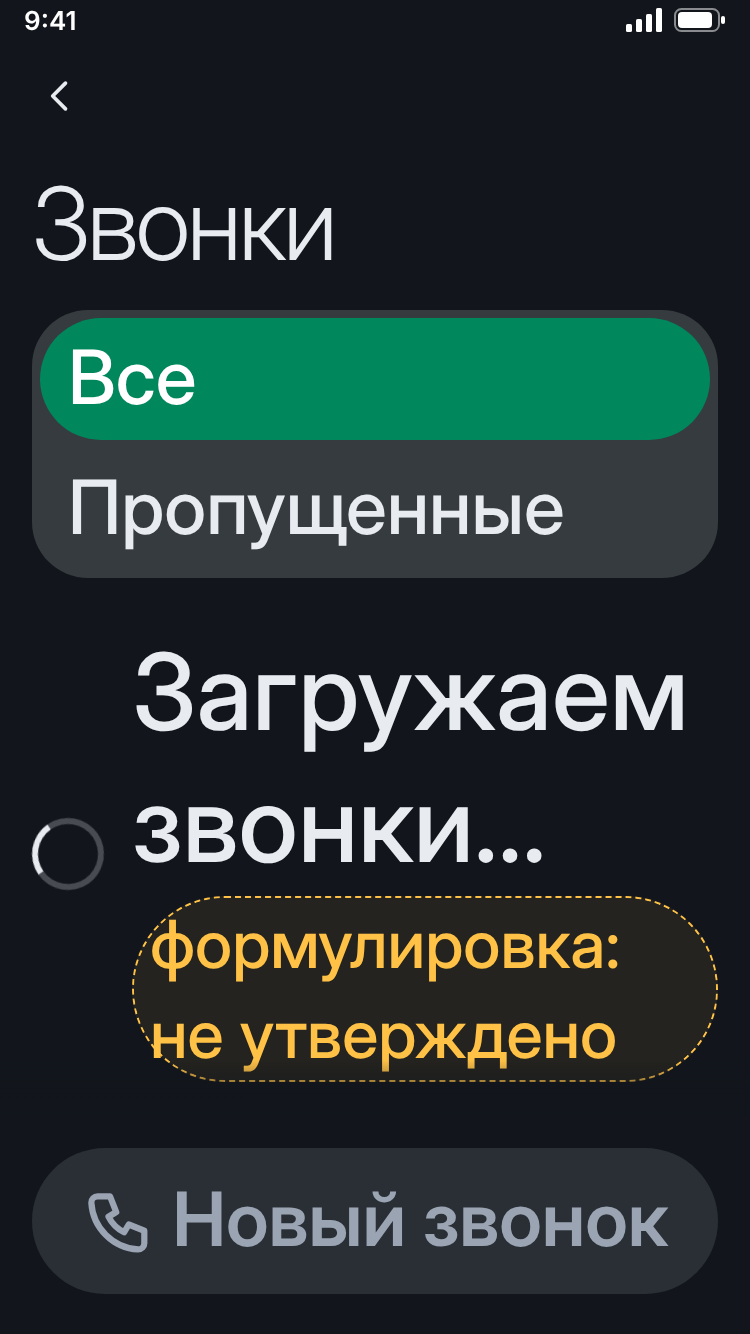 9:41
Звонки
Все
Пропущенные
Загружаем
звонки...
формулировка:
не утверждено
Новый звонок